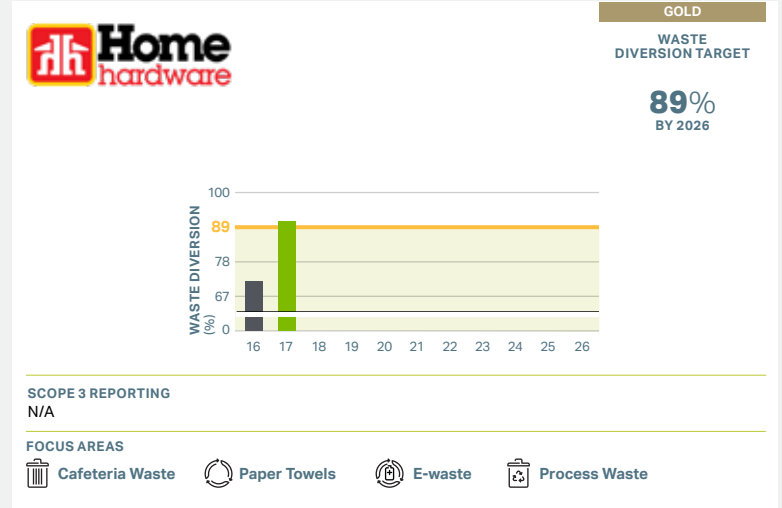 Home
hardware
GOLD
WASTE
DIVERSION TARGET
89%
BY 2026
WASTE DIVERSION
(%)
100
89
78
67
0
16 17 18 19 20 21 22 23 24 25 26
SCOPE 3 REPORTING
N/A
FOCUS AREAS
Cafeteria Waste Paper Towels E-waste Process Waste